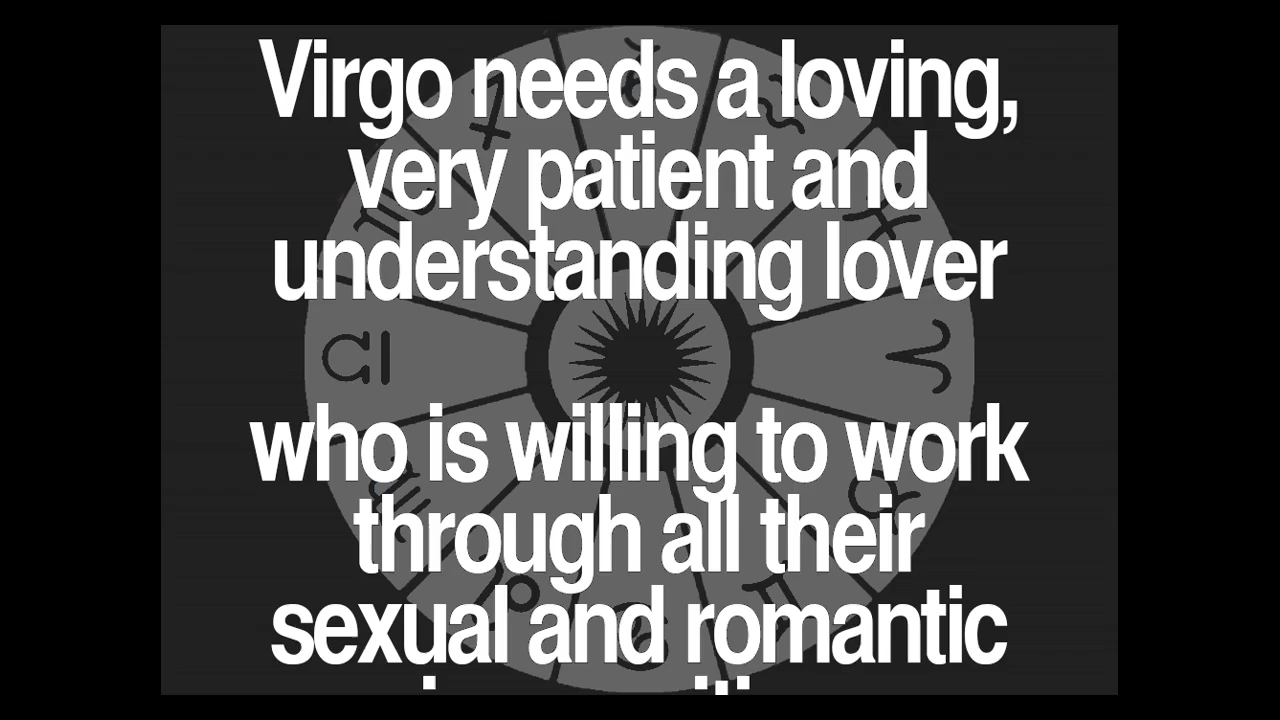 Virgo needs a loving,
very patient and
understanding lover
who is willing to work
through all their
sexual and romantic